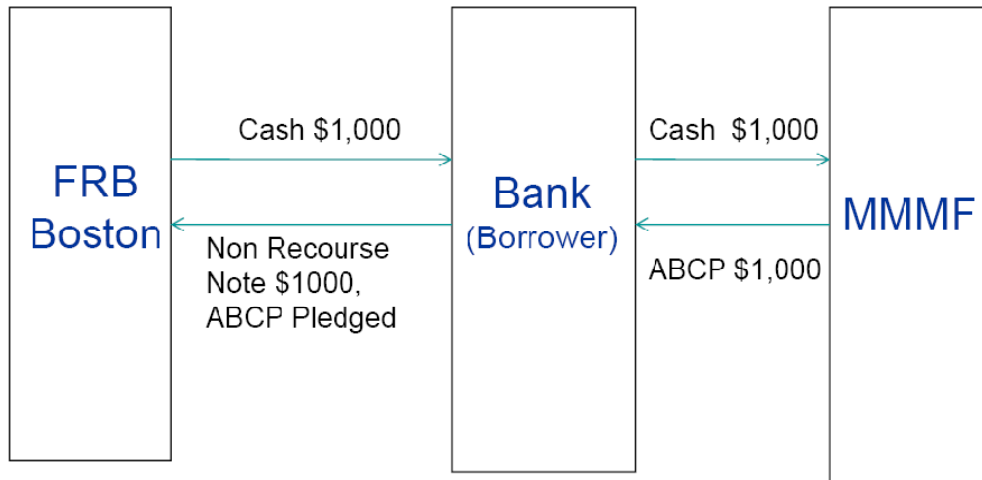 FRB
Boston
Cash $1,000
Non Recourse
Note $1000,
ABCP Pledged
Bank
(Borrower)
Cash $1,000
ABCP $1,000
MMMF